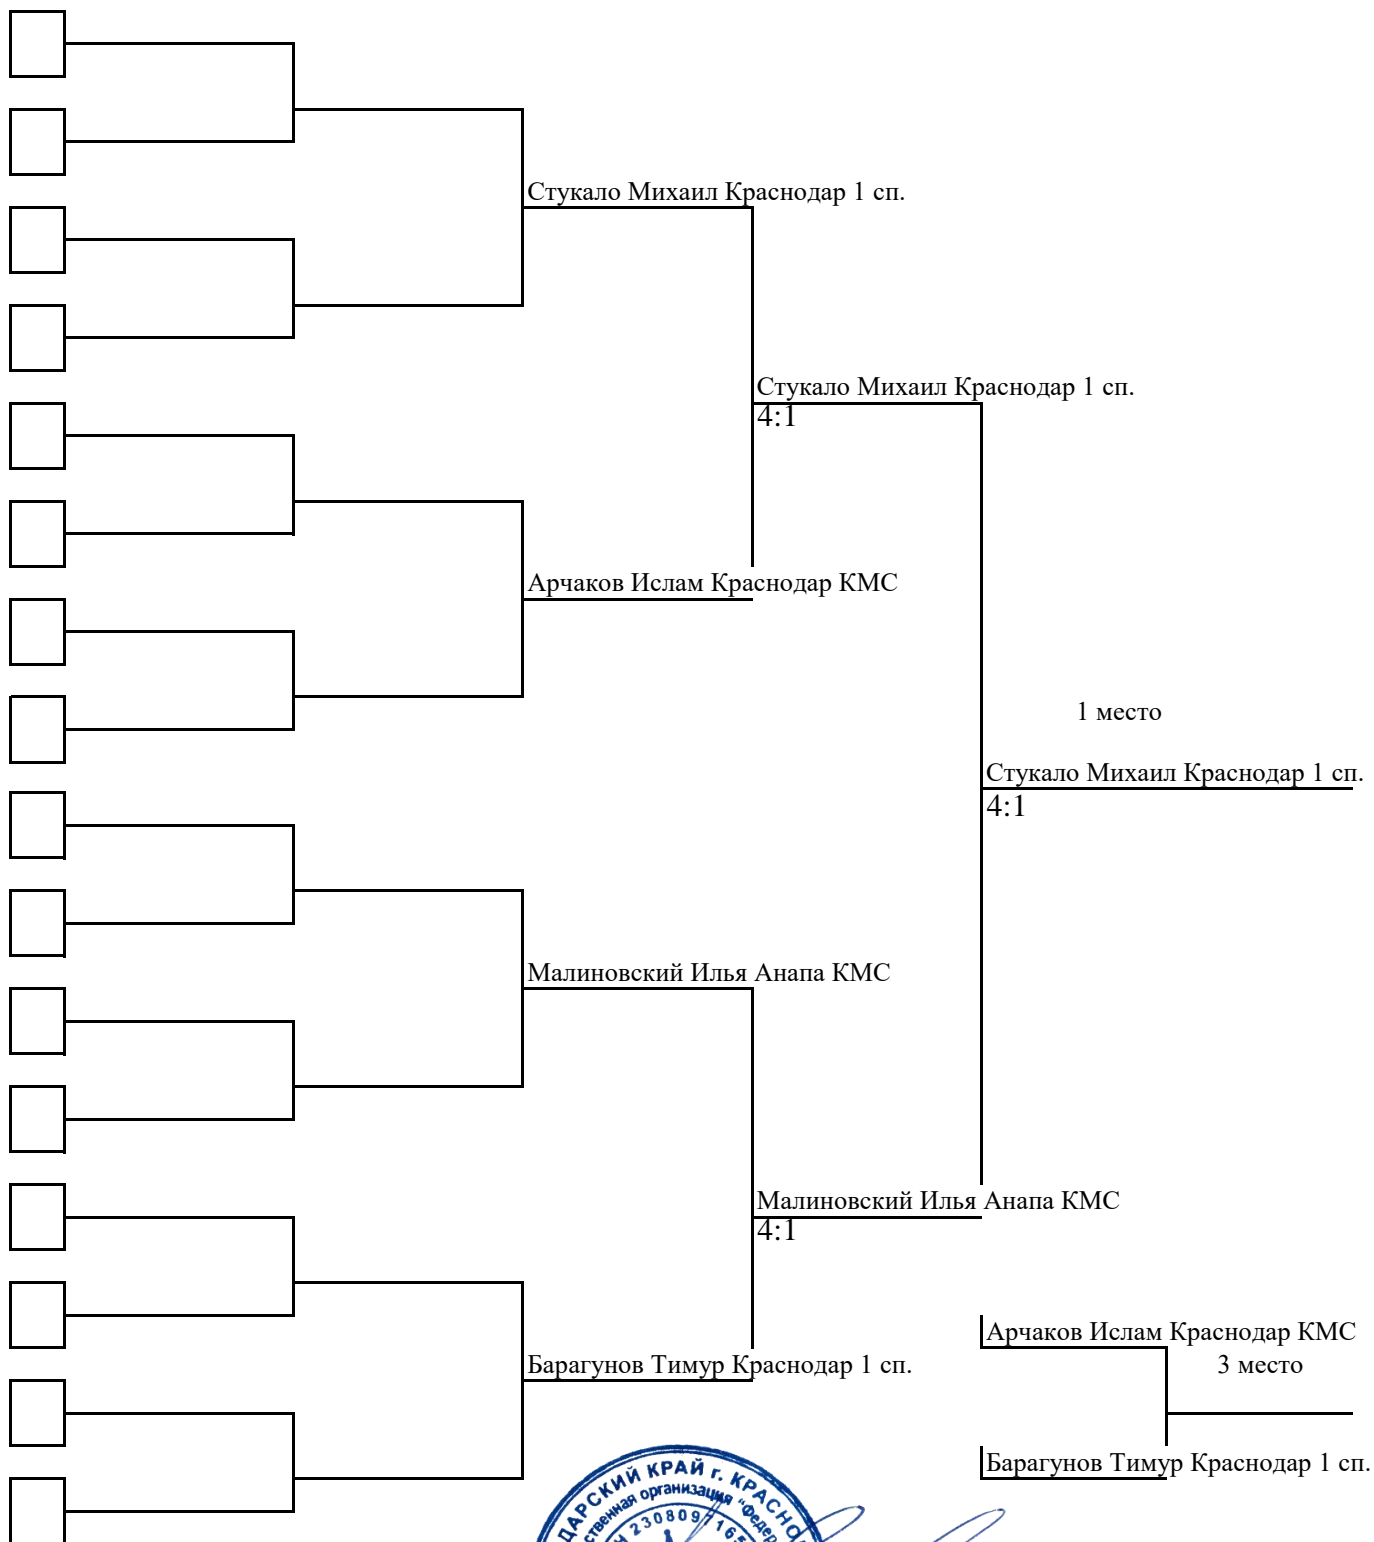 Стукало Михаил Краснодар 1 сп.
Стукало Михаил Краснодар 1 сп.
4:1
Арчаков Ислам Краснодар КМС
1 место
Стукало Михаил Краснодар 1 сп.
4:1
Малиновский Илья Анапа КМС
Малиновский Илья Анапа КМС
4:1
Арчаков Ислам Краснодар КМС
3 место
Барагунов Тимур Краснодар 1 сп.
Барагунов Тимур Краснодар 1 сп.
КРАЙ г.
организация